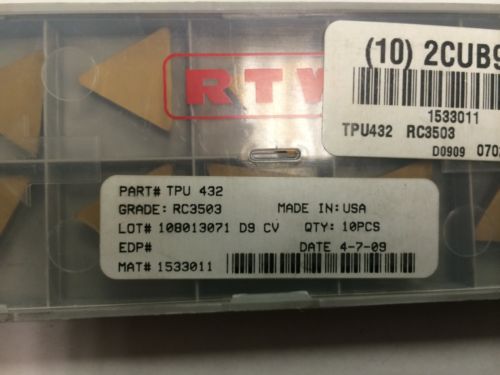 RTW
(10) 2CUB9
1533011
TPU432 RC3503
D0909 0702
PART# TPU 432
GRADE: RC3503 MADE IN: USA
LOT# 108013071 D9 CV QTY: 10PCS
EDP# DATE 4-7-09
MAT# 1533011